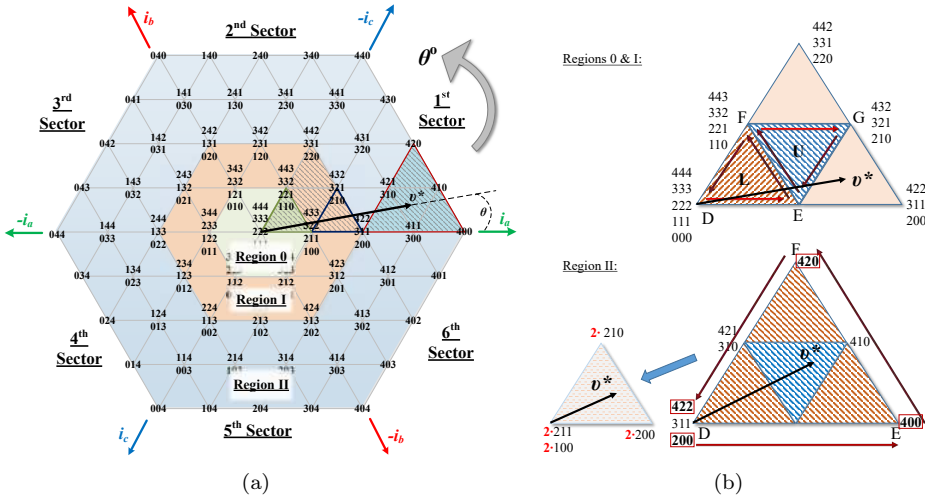 i_b
-i_c
2nd Sector
θ°
040 140 240 340 440
041
141 030
241 130
341 230
441 330
430
3rd Sector
1st Sector
042
142 031
242 131 020
342 231 120
442 331 220
431 320
420
043
143 032
243 132 021
343 232 121 010
443 332 221 110
432 321 210
421 310
410
υ*
θ
i_a
-i_a
044
144 033
244 133 022
344 233 122 011
444 333 222
433 322 211 100
422 311 200
411 300
400
Region 0
134 023
234 123 012
423 312 201
412 301
401
Region I
124 013
224 113 002
213 102
313 202
424 313 202
413 302
402
4th Sector
6th Sector
014
114 003
214 103
314 203
414 303
403
Region II
004 104 204 304 404
i_c
5th Sector
-i_b
(a)
Regions 0 & I:
442
331
220
443
332
221
110
F
432
321
210
G
U
L
υ*
444
333
222
111
000
D
E
422
311
200
Region II:
F
420
2· 210
421
310
410
υ*
υ*
422
311
200
D
E
400
2·211
2·100
2·200
(b)